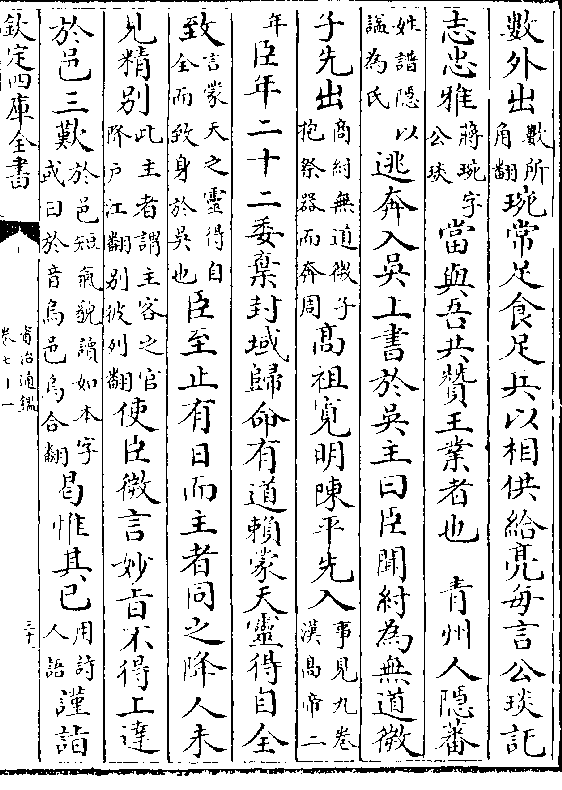 數外出數所角翻琬常足食足兵以相供給亮每言公琰託
志忠雅蔣琬字公琰當與吾共贊王業者也　青州人隱蕃
姓譜隱諡為氏以逃奔入吳上書於吳主曰臣聞紂為無道微
子先出商紂無道微子抱祭器而奔周高祖寛明陳平先入事見九卷漢高帝二
年臣年二十二委棄封域歸命有道賴蒙天靈得自全
致言蒙天之靈得自全而致身於吳也臣至止有日而主者同之降人未
見精别此主者謂主客之官降戶江翻别彼列翻使臣微言妙旨不得上達
於邑三歎於邑短氣貌讀如本字或曰於音烏邑烏合翻曷惟其已用詩人語謹詣
欽定四庫全書
資治通鑑
卷七十一
三十